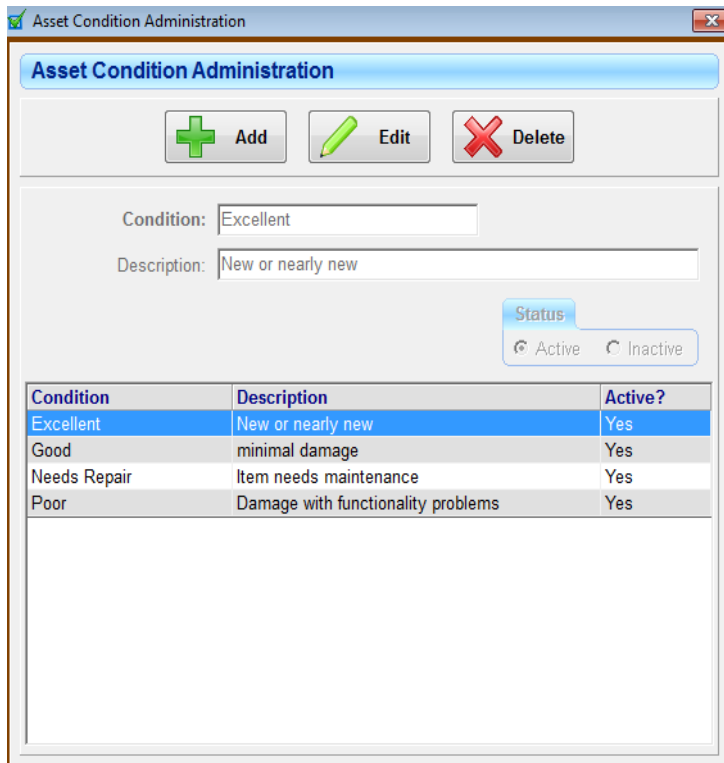 Asset Condition Administration
Asset Condition Administration
Add Edit Delete
Condition: Excellent
Description: New or nearly new
Status
Active Inactive
Condition Description Active?
Excellent New or nearly new Yes
Good minimal damage Yes
Needs Repair Item needs maintenance Yes
Poor Damage with functionality problems Yes